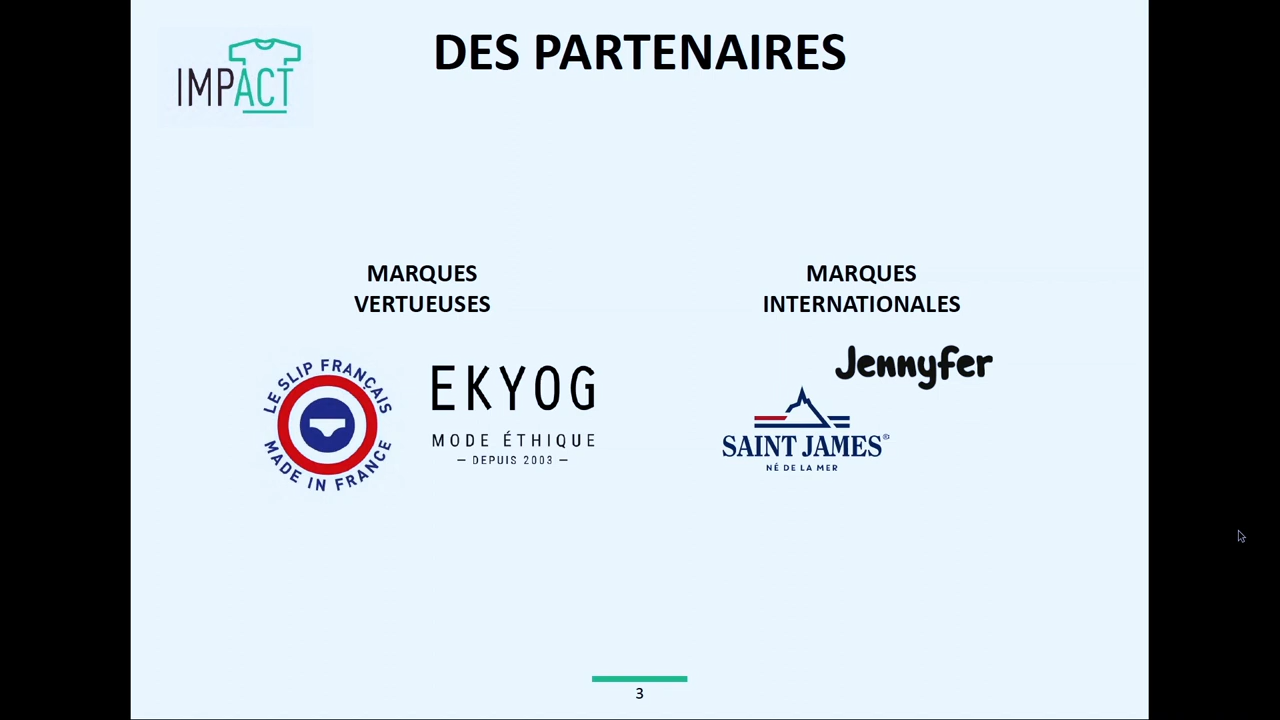 IMPACT
DES PARTENAIRES
MARQUES
VERTUEUSES
MARQUES
INTERNATIONALES
LE SLIP FRANÇAIS
MADE IN FRANCE
EKYOG
MODE ÉTHIQUE
– DEPUIS 2003 –
Jennyfer
SAINT JAMES®
NÉ DE LA MER
3